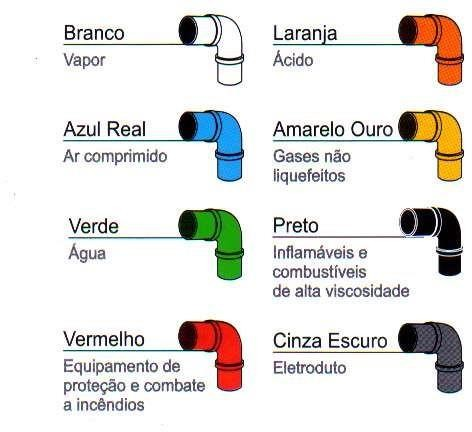 Branco
Vapor
Laranja
Ácido
Azul Real
Ar comprimido
Amarelo Ouro
Gases não
liquefeitos
Verde
Água
Preto
Inflamáveis e
combustíveis
de alta viscosidade
Vermelho
Equipamento de
proteção e combate
a incêndios
Cinza Escuro
Eletroduto